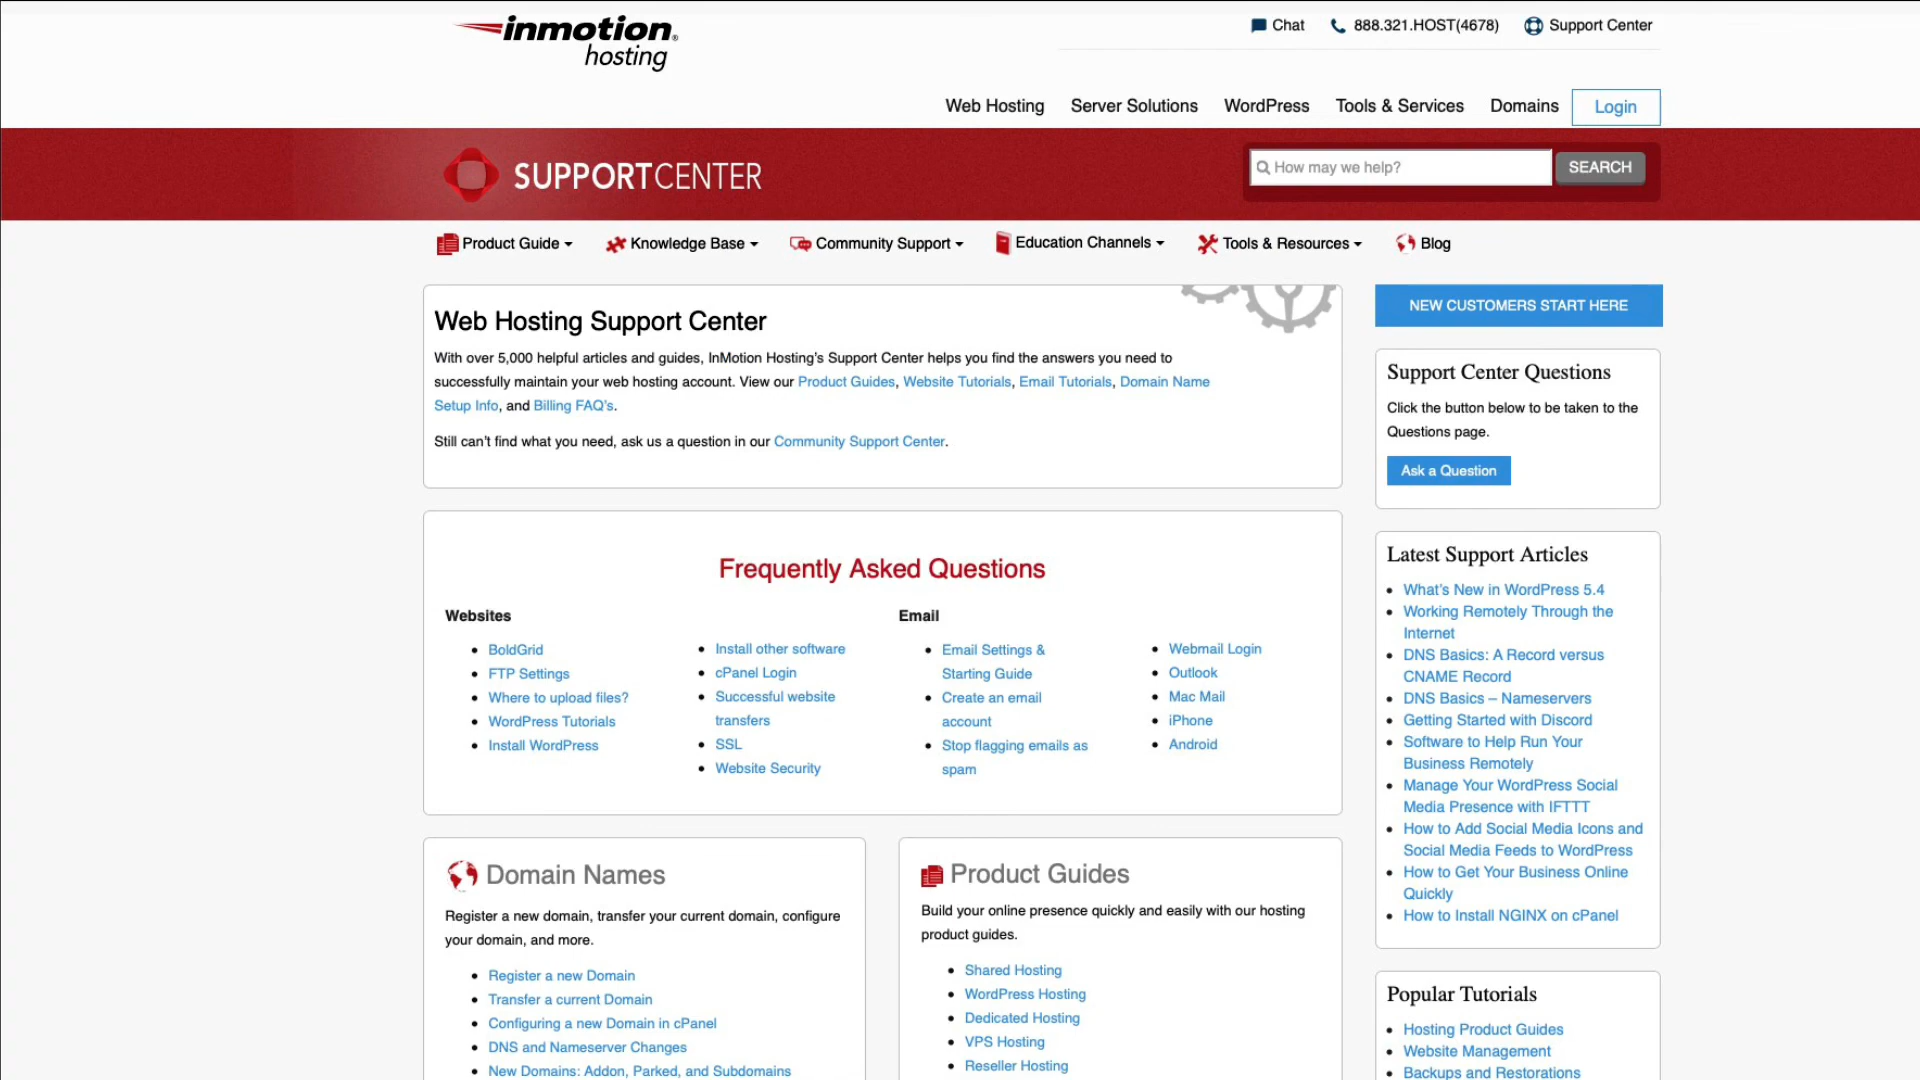 inmotion
hosting
Chat
888.321.HOST(4678)
Support Center
Web Hosting
Server Solutions
WordPress
Tools & Services
Domains
Login
SUPPORTCENTER
How may we help?
SEARCH
Product Guide
Knowledge Base
Community Support
Education Channels
Tools & Resources
Blog
Web Hosting Support Center
With over 5,000 helpful articles and guides, InMotion Hosting's Support Center helps you find the answers you need to
successfully maintain your web hosting account. View our Product Guides, Website Tutorials, Email Tutorials, Domain Name
Setup Info, and Billing FAQ's.
Still can't find what you need, ask us a question in our Community Support Center.
Frequently Asked Questions
Websites
BoldGrid
FTP Settings
Where to upload files?
WordPress Tutorials
Install WordPress
Install other software
cPanel Login
Successful website
transfers
SSL
Website Security
Email
Email Settings &
Starting Guide
Create an email
account
Stop flagging emails as
spam
Webmail Login
Outlook
Mac Mail
iPhone
Android
Domain Names
Register a new domain, transfer your current domain, configure
your domain, and more.
Register a new Domain
Transfer a current Domain
Configuring a new Domain in cPanel
DNS and Nameserver Changes
New Domains: Addon, Parked, and Subdomains
Product Guides
Build your online presence quickly and easily with our hosting
product guides.
Shared Hosting
WordPress Hosting
Dedicated Hosting
VPS Hosting
Reseller Hosting
NEW CUSTOMERS START HERE
Support Center Questions
Click the button below to be taken to the
Questions page.
Ask a Question
Latest Support Articles
What's New in WordPress 5.4
Working Remotely Through the
Internet
DNS Basics: A Record versus
CNAME Record
DNS Basics – Nameservers
Getting Started with Discord
Software to Help Run Your
Business Remotely
Manage Your WordPress Social
Media Presence with IFTTT
How to Add Social Media Icons and
Social Media Feeds to WordPress
How to Get Your Business Online
Quickly
How to Install NGINX on cPanel
Popular Tutorials
Hosting Product Guides
Website Management
Backups and Restorations